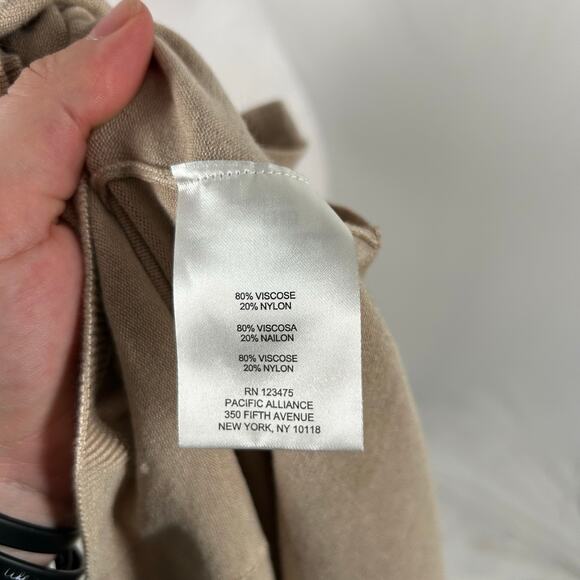 80% VISCOSE
20% NYLON
80% VISCOSA
20% NAILON
80% VISCOSE
20% NYLON
RN 123475
PACIFIC ALLIANCE
350 FIFTH AVENUE
NEW YORK, NY 10118